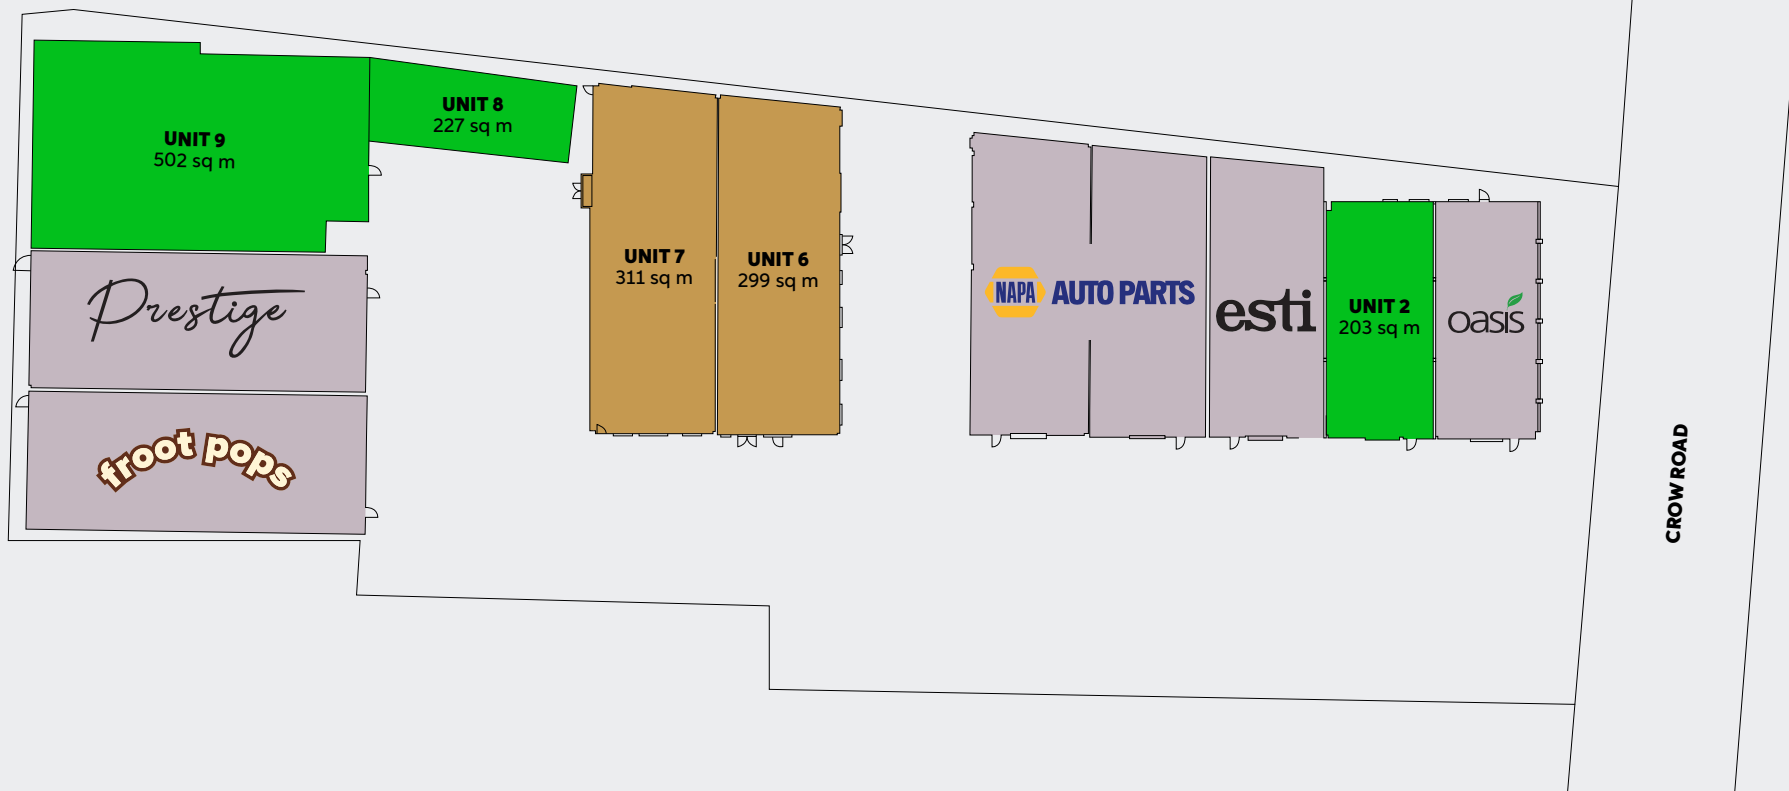 UNIT 9
502 sq m
UNIT 8
227 sq m
Prestige
froot pops
UNIT 7
311 sq m
UNIT 6
299 sq m
NAPA AUTO PARTS
esti
UNIT 2
203 sq m
oasis
CROW ROAD